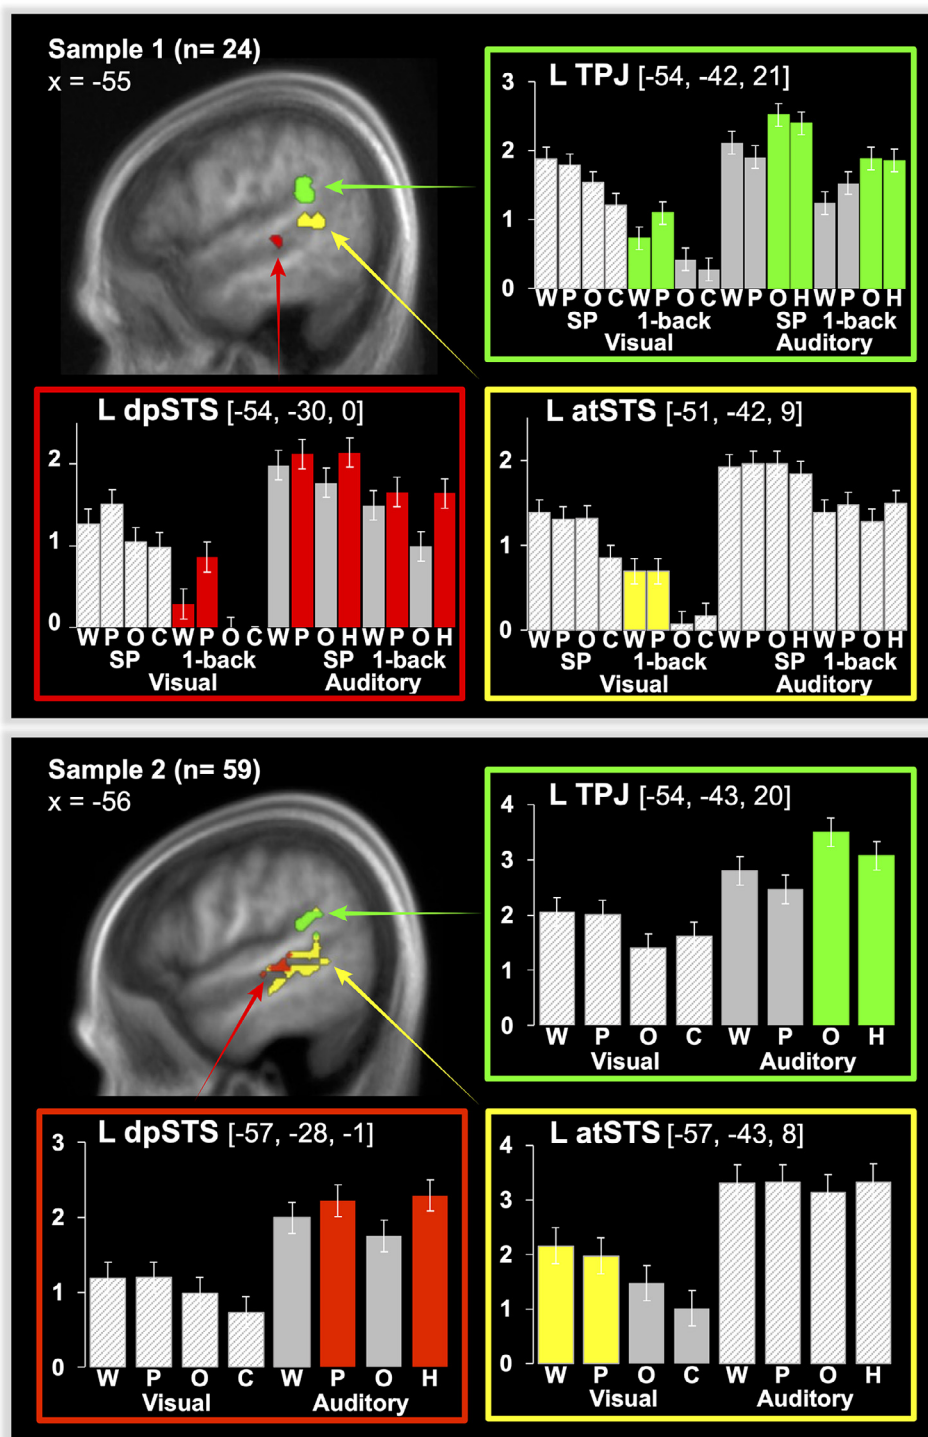 Sample 1 (n= 24)
x = -55
L TPJ [-54, -42, 21]
3
2
1
0
W P O C W P O C W P O H W P O H
SP 1-back SP 1-back
Visual Auditory
L dpSTS [-54, -30, 0]
2
1
0
W P O C W P O C W P O H W P O H
SP 1-back SP 1-back
Visual Auditory
L atSTS [-51, -42, 9]
2
1
0
W P O C W P O C W P O H W P O H
SP 1-back SP 1-back
Visual Auditory
Sample 2 (n= 59)
x = -56
L TPJ [-54, -43, 20]
4
3
2
1
0
W P O C W P O H
Visual Auditory
L dpSTS [-57, -28, -1]
3
2
1
0
W P O C W P O H
Visual Auditory
L atSTS [-57, -43, 8]
4
3
2
1
0
W P O C W P O H
Visual Auditory